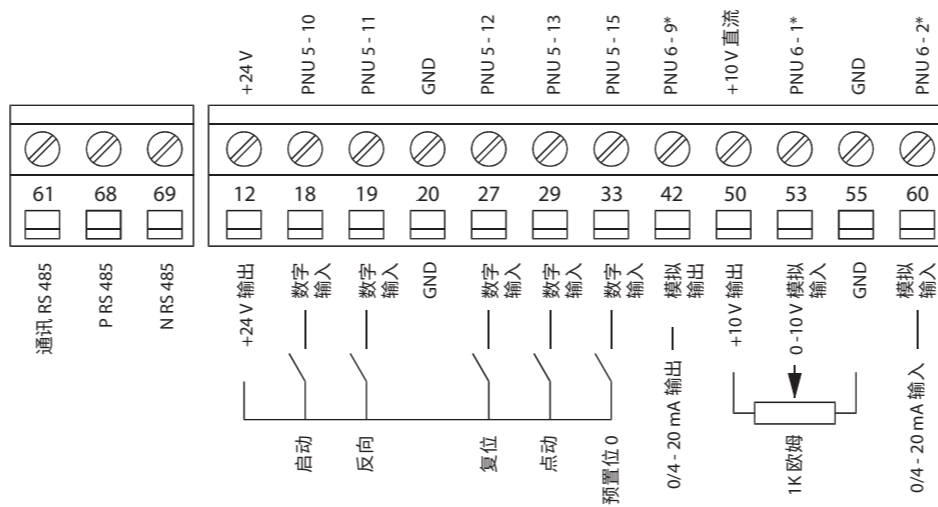 +24 V
PNU 5 - 10
PNU 5 - 11
GND
PNU 5 - 12
PNU 5 - 13
PNU 5 - 15
PNU 6 - 9*
+10 V 直流
PNU 6 - 1*
GND
PNU 6 - 2*
61
68
69
12
18
19
20
27
29
33
42
50
53
55
60
通讯 RS 485
P RS 485
N RS 485
+24 V 输出
数字
输入
数字
输入
GND
数字
输入
数字
输入
数字
输入
模拟
输出
+10 V 输出
0 -10 V 模拟
输入
GND
模拟
输入
启动
反向
复位
点动
预置位 0
0/4 - 20 mA 输出
1K 欧姆
0/4 - 20 mA 输入